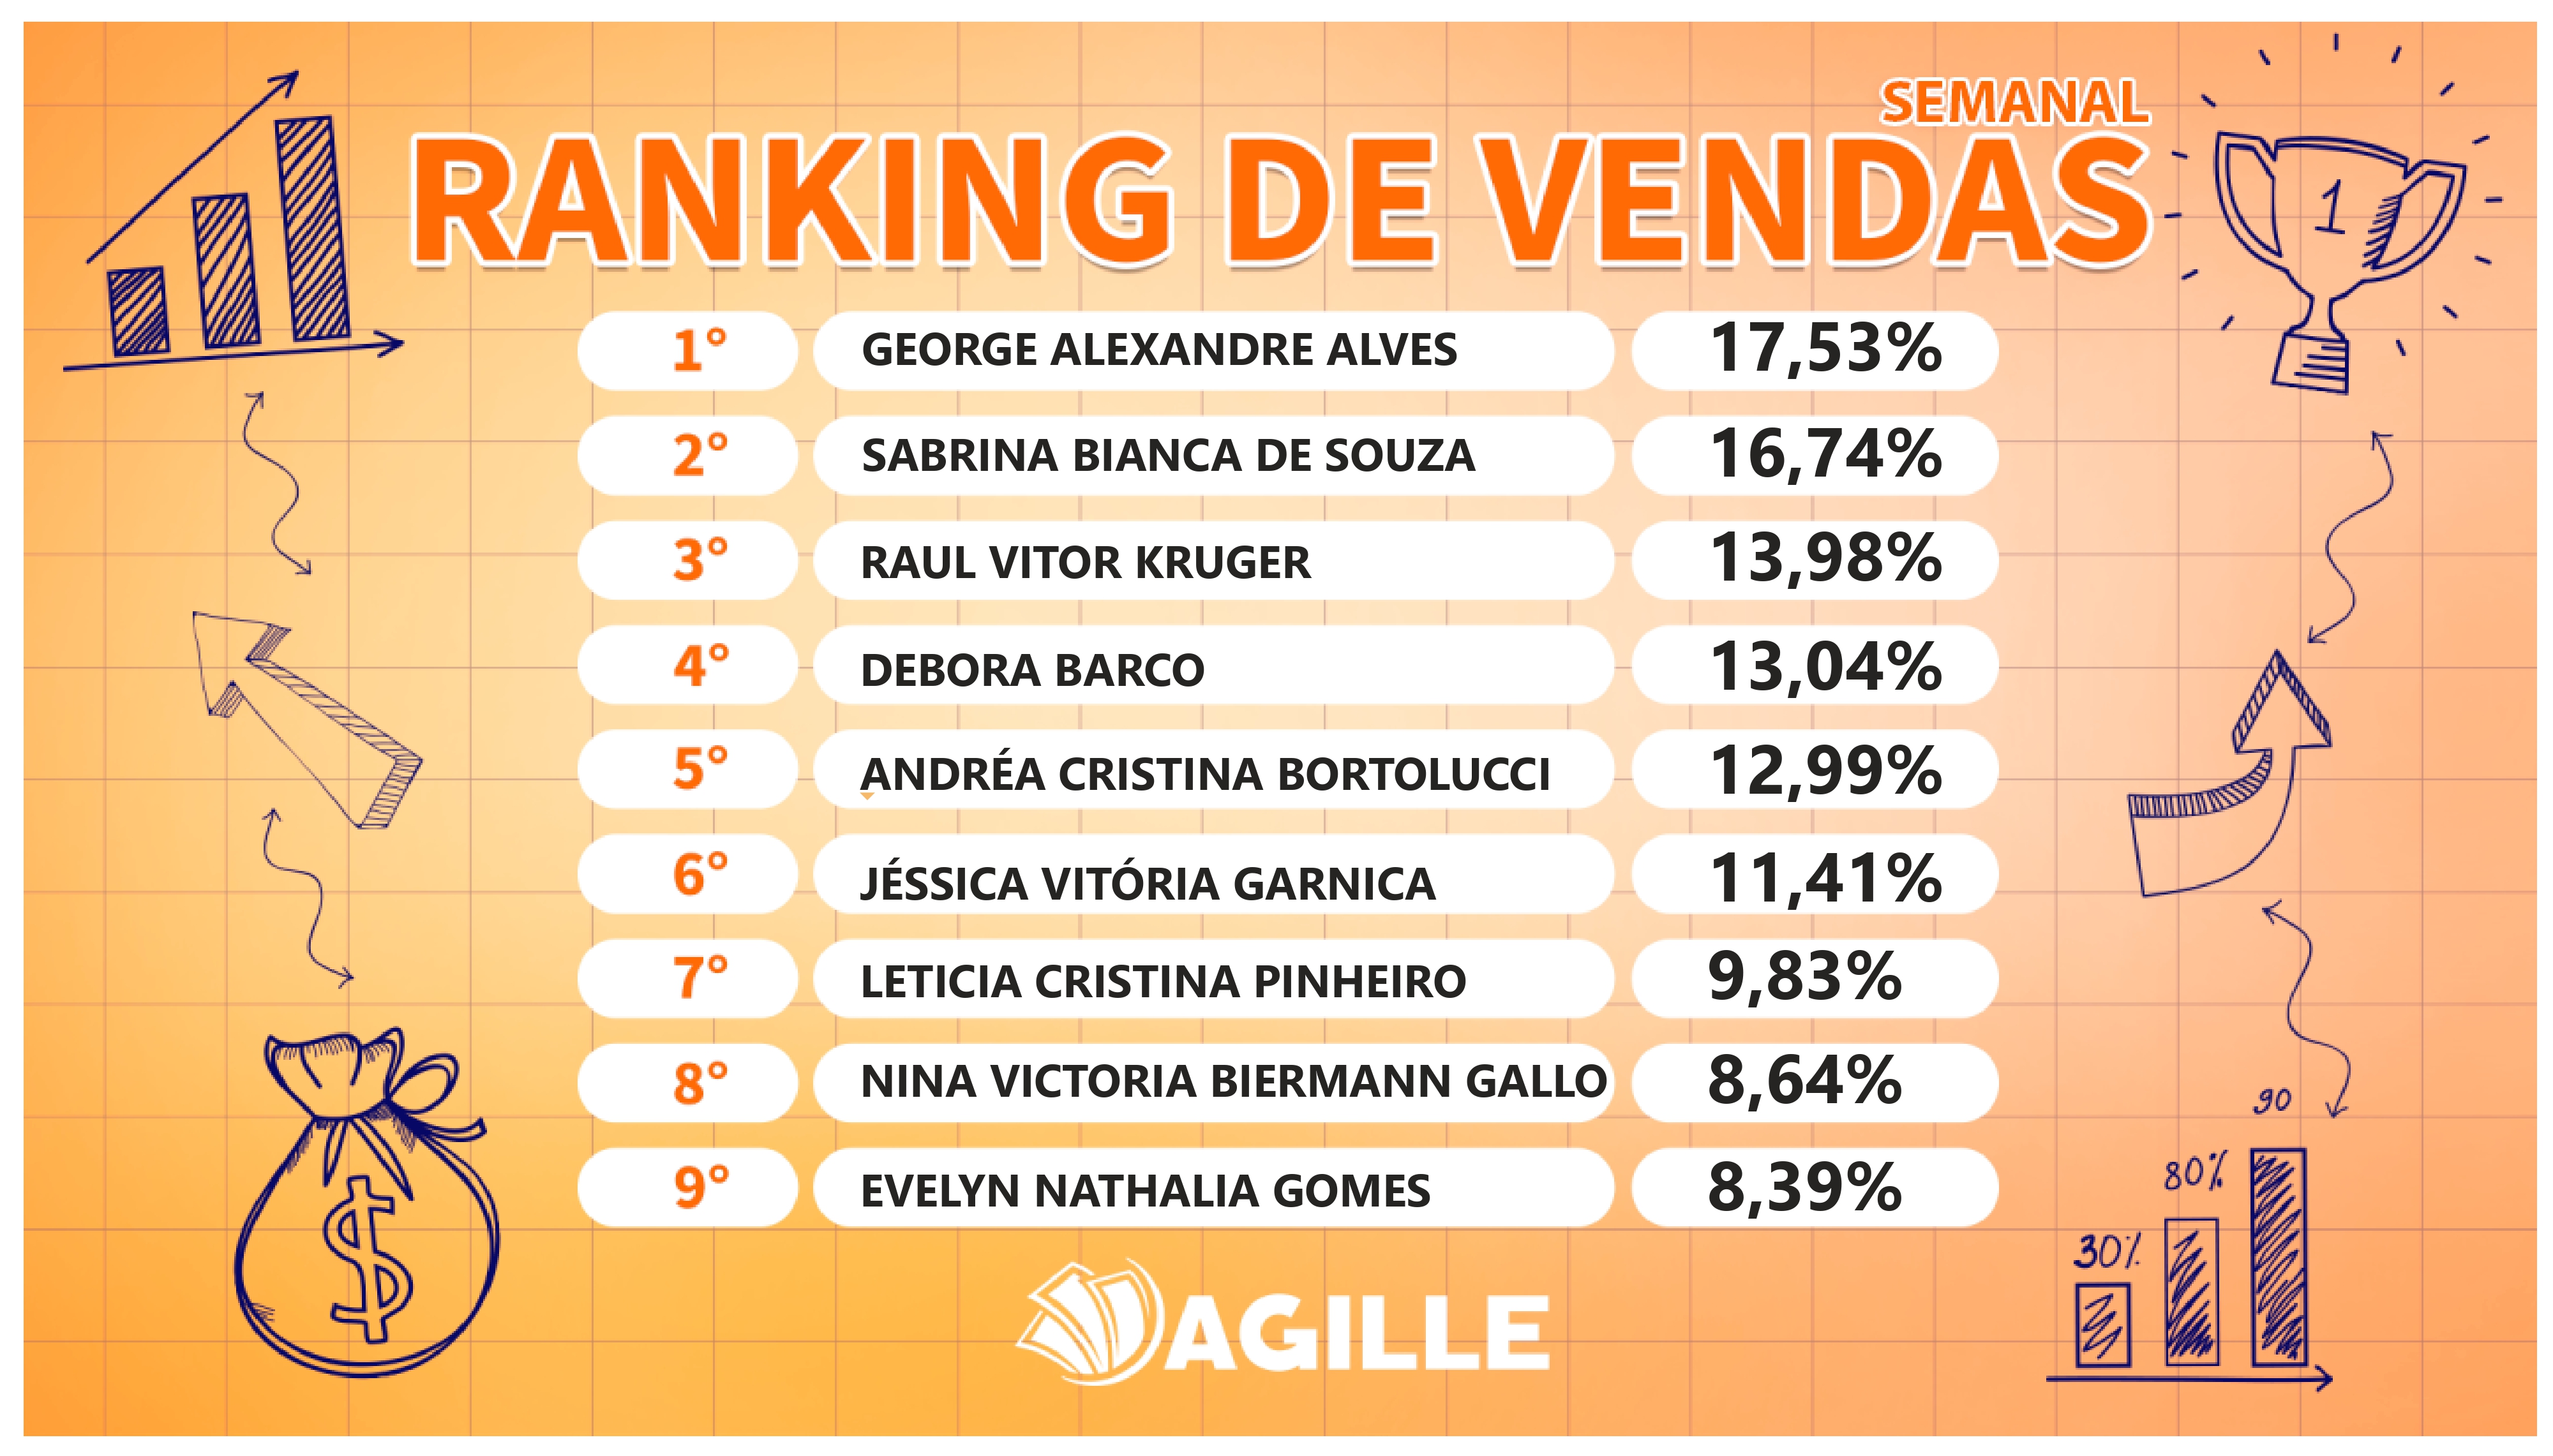 SEMANAL
RANKING DE VENDAS
1
1° GEORGE ALEXANDRE ALVES 17,53%
2° SABRINA BIANCA DE SOUZA 16,74%
3° RAUL VITOR KRUGER 13,98%
4° DEBORA BARCO 13,04%
5° ANDRÉA CRISTINA BORTOLUCCI 12,99%
6° JÉSSICA VITÓRIA GARNICA 11,41%
7° LETICIA CRISTINA PINHEIRO 9,83%
8° NINA VICTORIA BIERMANN GALLO 8,64%
9° EVELYN NATHALIA GOMES 8,39%
90
80%
30%
$
AGILLE